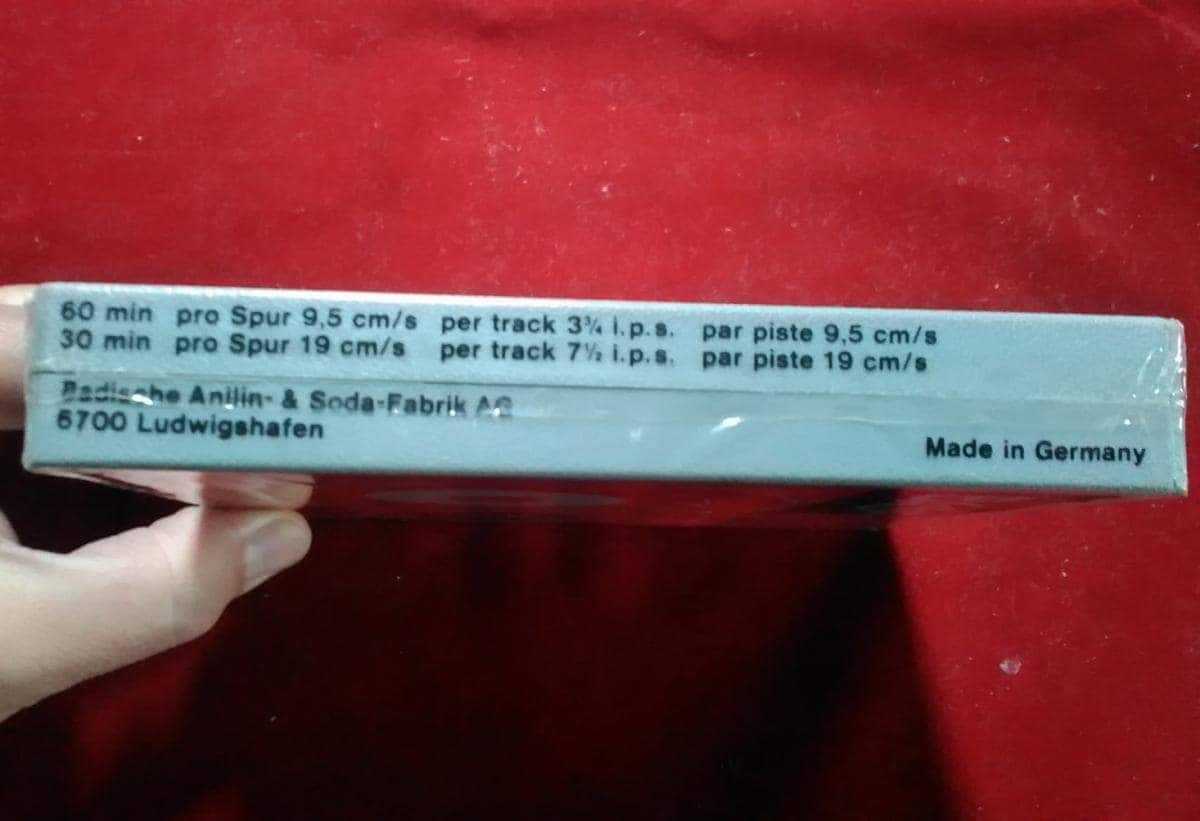 60 min pro Spur 9,5 cm/s per track 3¾ i.p.s. par piste 9,5 cm/s
30 min pro Spur 19 cm/s per track 7½ i.p.s. par piste 19 cm/s
Badische Anilin- & Soda-Fabrik AG
6700 Ludwigshafen
Made in Germany